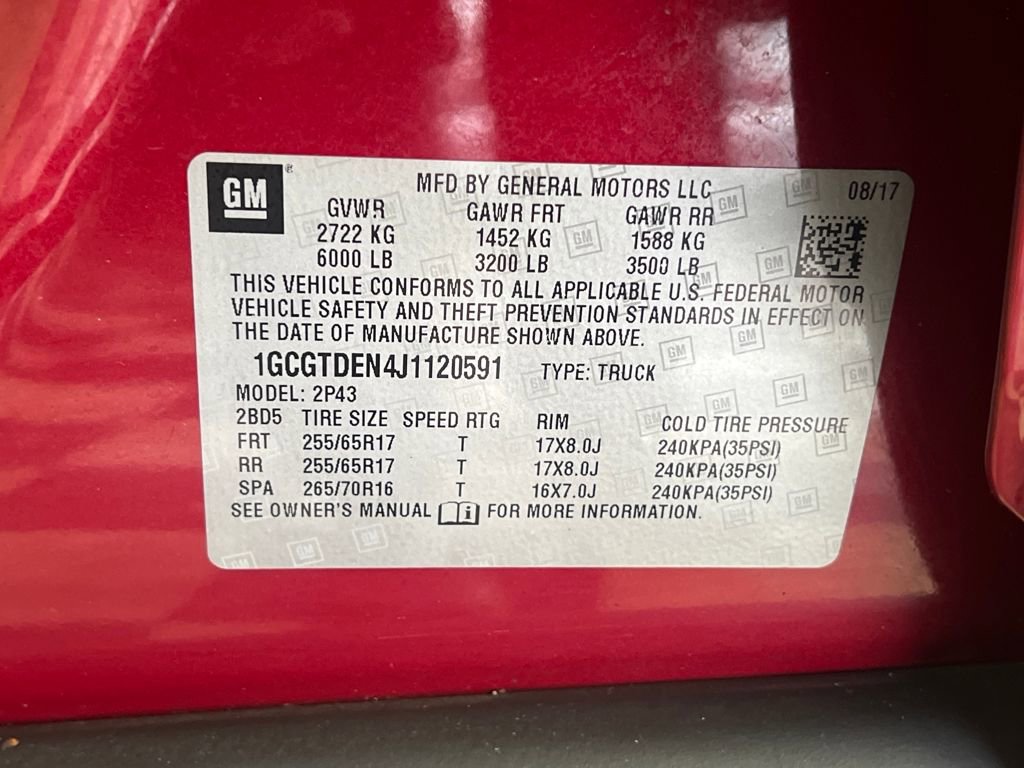 GM ®
MFD BY GENERAL MOTORS LLC 08/17
GVWR GAWR FRT GAWR RR
2722 KG 1452 KG 1588 KG
6000 LB 3200 LB 3500 LB
THIS VEHICLE CONFORMS TO ALL APPLICABLE U.S. FEDERAL MOTOR
VEHICLE SAFETY AND THEFT PREVENTION STANDARDS IN EFFECT ON
THE DATE OF MANUFACTURE SHOWN ABOVE.
1GCGTDEN4J1120591 TYPE: TRUCK
MODEL: 2P43
2BD5 TIRE SIZE SPEED RTG RIM COLD TIRE PRESSURE
FRT 255/65R17 T 17X8.0J 240KPA(35PSI)
RR 255/65R17 T 17X8.0J 240KPA(35PSI)
SPA 265/70R16 T 16X7.0J 240KPA(35PSI)
SEE OWNER'S MANUAL i FOR MORE INFORMATION.